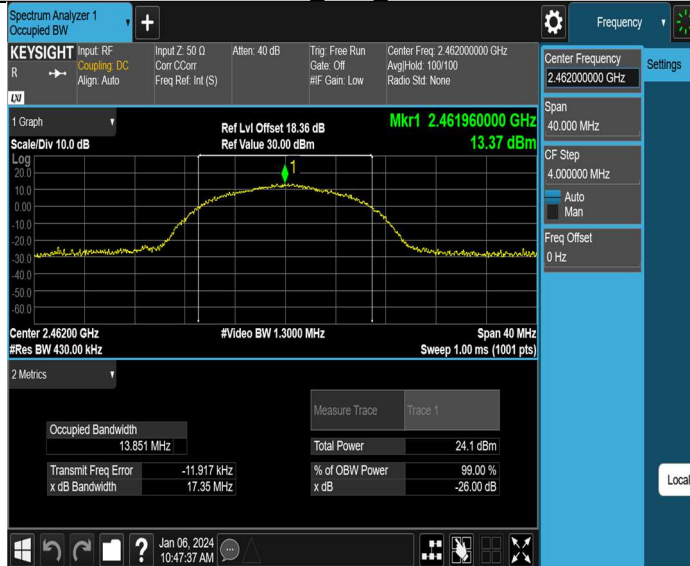 Spectrum Analyzer 1
Occupied BW
+
Frequency
KEYSIGHT
R
LXI
Input: RF
Coupling: DC
Align: Auto
Input Z: 50 Ω
Corr CCorr
Freq Ref: Int (S)
Atten: 40 dB
Trig: Free Run
Gate: Off
#IF Gain: Low
Center Freq: 2.462000000 GHz
Avg|Hold: 100/100
Radio Std: None
Center Frequency
2.462000000 GHz
Settings
Span
40.000 MHz
CF Step
4.000000 MHz
Auto
Man
Freq Offset
0 Hz
Local
1 Graph
Scale/Div 10.0 dB
Ref Lvl Offset 18.36 dB
Ref Value 30.00 dBm
Mkr1 2.461960000 GHz
13.37 dBm
Log
1
20.0
10.0
0.00
-10.0
-20.0
-30.0
-40.0
-50.0
-60.0
Center 2.46200 GHz
#Video BW 1.3000 MHz
Span 40 MHz
#Res BW 430.00 kHz
Sweep 1.00 ms (1001 pts)
2 Metrics
Measure Trace Trace 1
Occupied Bandwidth
13.851 MHz
Total Power 24.1 dBm
Transmit Freq Error -11.917 kHz
% of OBW Power 99.00 %
x dB Bandwidth 17.35 MHz
x dB -26.00 dB
?
Jan 06, 2024
10:47:37 AM